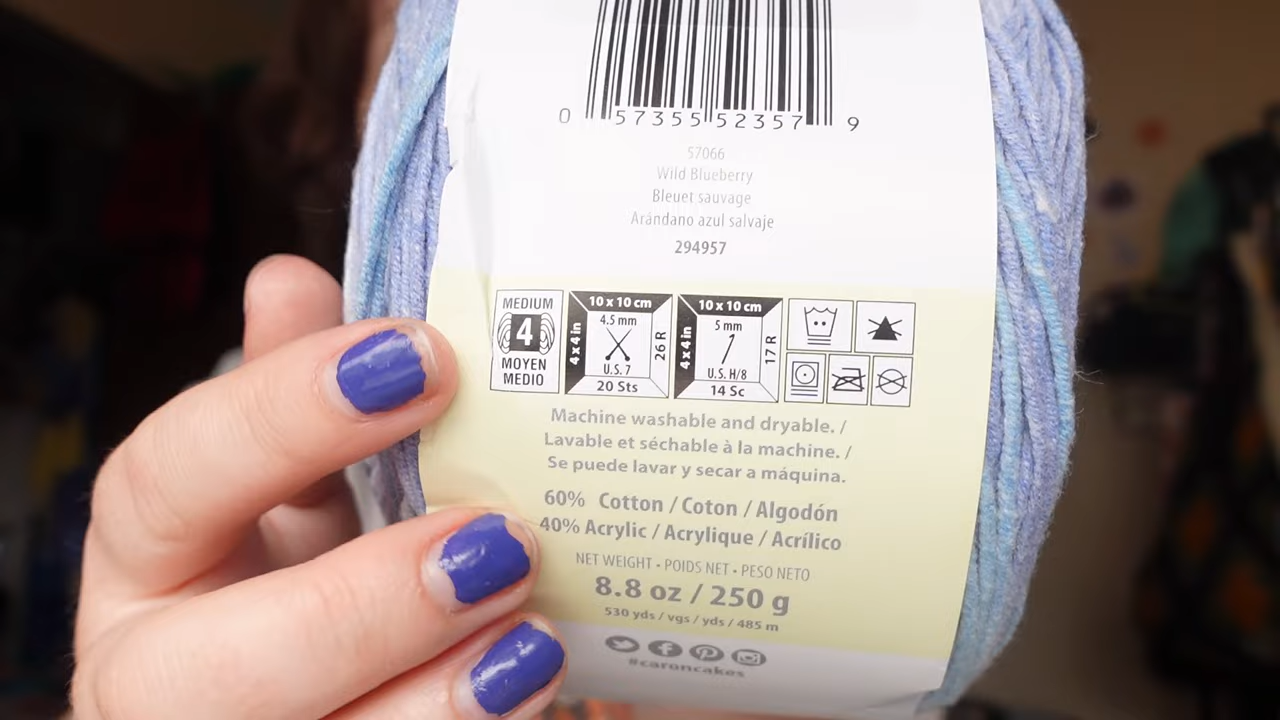 0 57355 52357 9
57066
Wild Blueberry
Bleuet sauvage
Arándano azul salvaje
294957
MEDIUM
4
MOYEN
MEDIO
10 x 10 cm
4 x 4 in
4.5 mm
U.S. 7
26 R
20 Sts
10 x 10 cm
4 x 4 in
5 mm
U.S. H/8
17 R
14 Sc
Machine washable and dryable. /
Lavable et séchable à la machine. /
Se puede lavar y secar a máquina.
60% Cotton / Coton / Algodón
40% Acrylic / Acrylique / Acrílico
NET WEIGHT • POIDS NET • PESO NETO
8.8 oz / 250 g
530 yds / vgs / yds / 485 m
#caroncakes